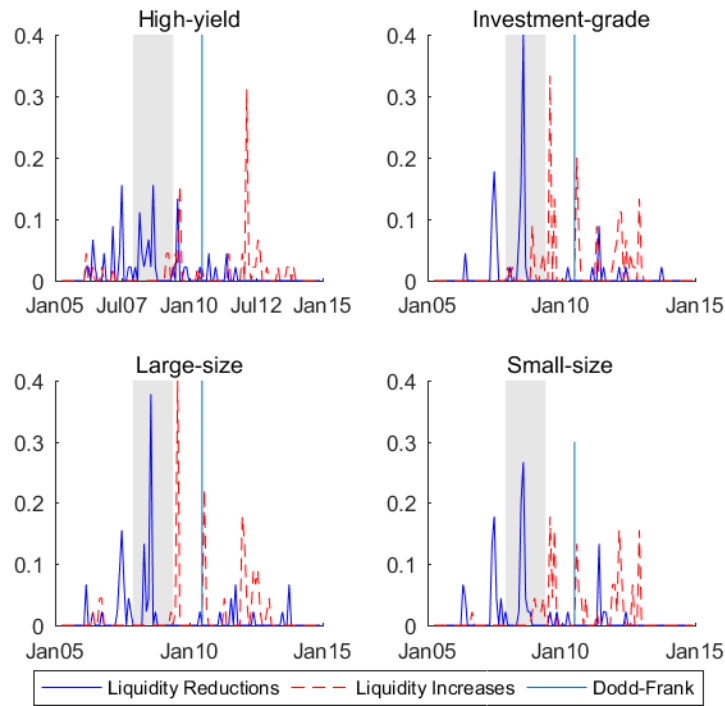 High-yield
Investment-grade
0.4
0.3
0.2
0.1
0
Jan05 Jul07 Jan10 Jul12 Jan15
0.4
0.3
0.2
0.1
0
Jan05 Jan10 Jan15
Large-size
Small-size
0.4
0.3
0.2
0.1
0
Jan05 Jan10 Jan15
0.4
0.3
0.2
0.1
0
Jan05 Jan10 Jan15
Liquidity Reductions Liquidity Increases Dodd-Frank